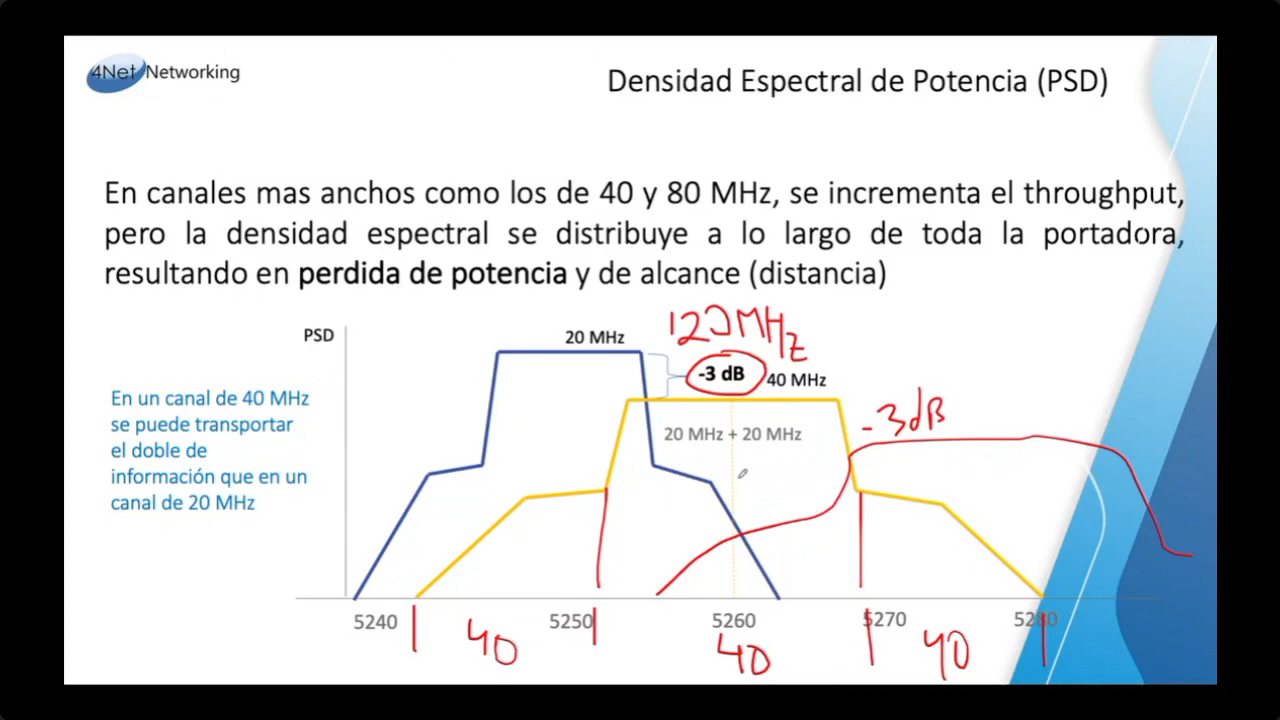 4Net Networking
Densidad Espectral de Potencia (PSD)
En canales mas anchos como los de 40 y 80 MHz, se incrementa el throughput,
pero la densidad espectral se distribuye a lo largo de toda la portadora,
resultando en perdida de potencia y de alcance (distancia)
PSD
20 MHz
120MHz
-3 dB
40 MHz
En un canal de 40 MHz
se puede transportar
el doble de
información que en un
canal de 20 MHz
20 MHz + 20 MHz
-3dB
5240
5250
5260
5270
5280
40
40
40